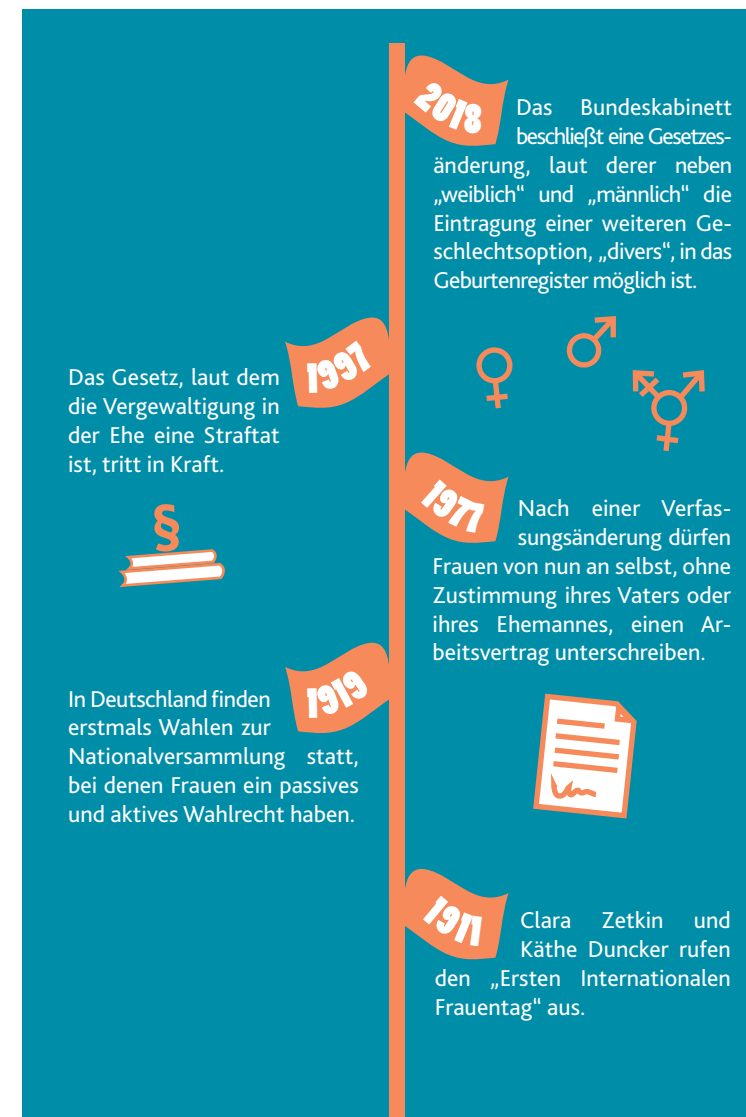 2018
Das Bundeskabinett
beschließt eine Gesetzes-
änderung, laut derer neben
„weiblich“ und „männlich“ die
Eintragung einer weiteren Ge-
schlechtsoption, „divers“, in das
Geburtenregister möglich ist.
1997
Das Gesetz, laut dem
die Vergewaltigung in
der Ehe eine Straftat
ist, tritt in Kraft.
§
1977
Nach einer Verfas-
sungsänderung dürfen
Frauen von nun an selbst, ohne
Zustimmung ihres Vaters oder
ihres Ehemannes, einen Ar-
beitsvertrag unterschreiben.
1919
In Deutschland finden
erstmals Wahlen zur
Nationalversammlung statt,
bei denen Frauen ein passives
und aktives Wahlrecht haben.
1911
Clara Zetkin und
Käthe Duncker rufen
den „Ersten Internationalen
Frauentag“ aus.